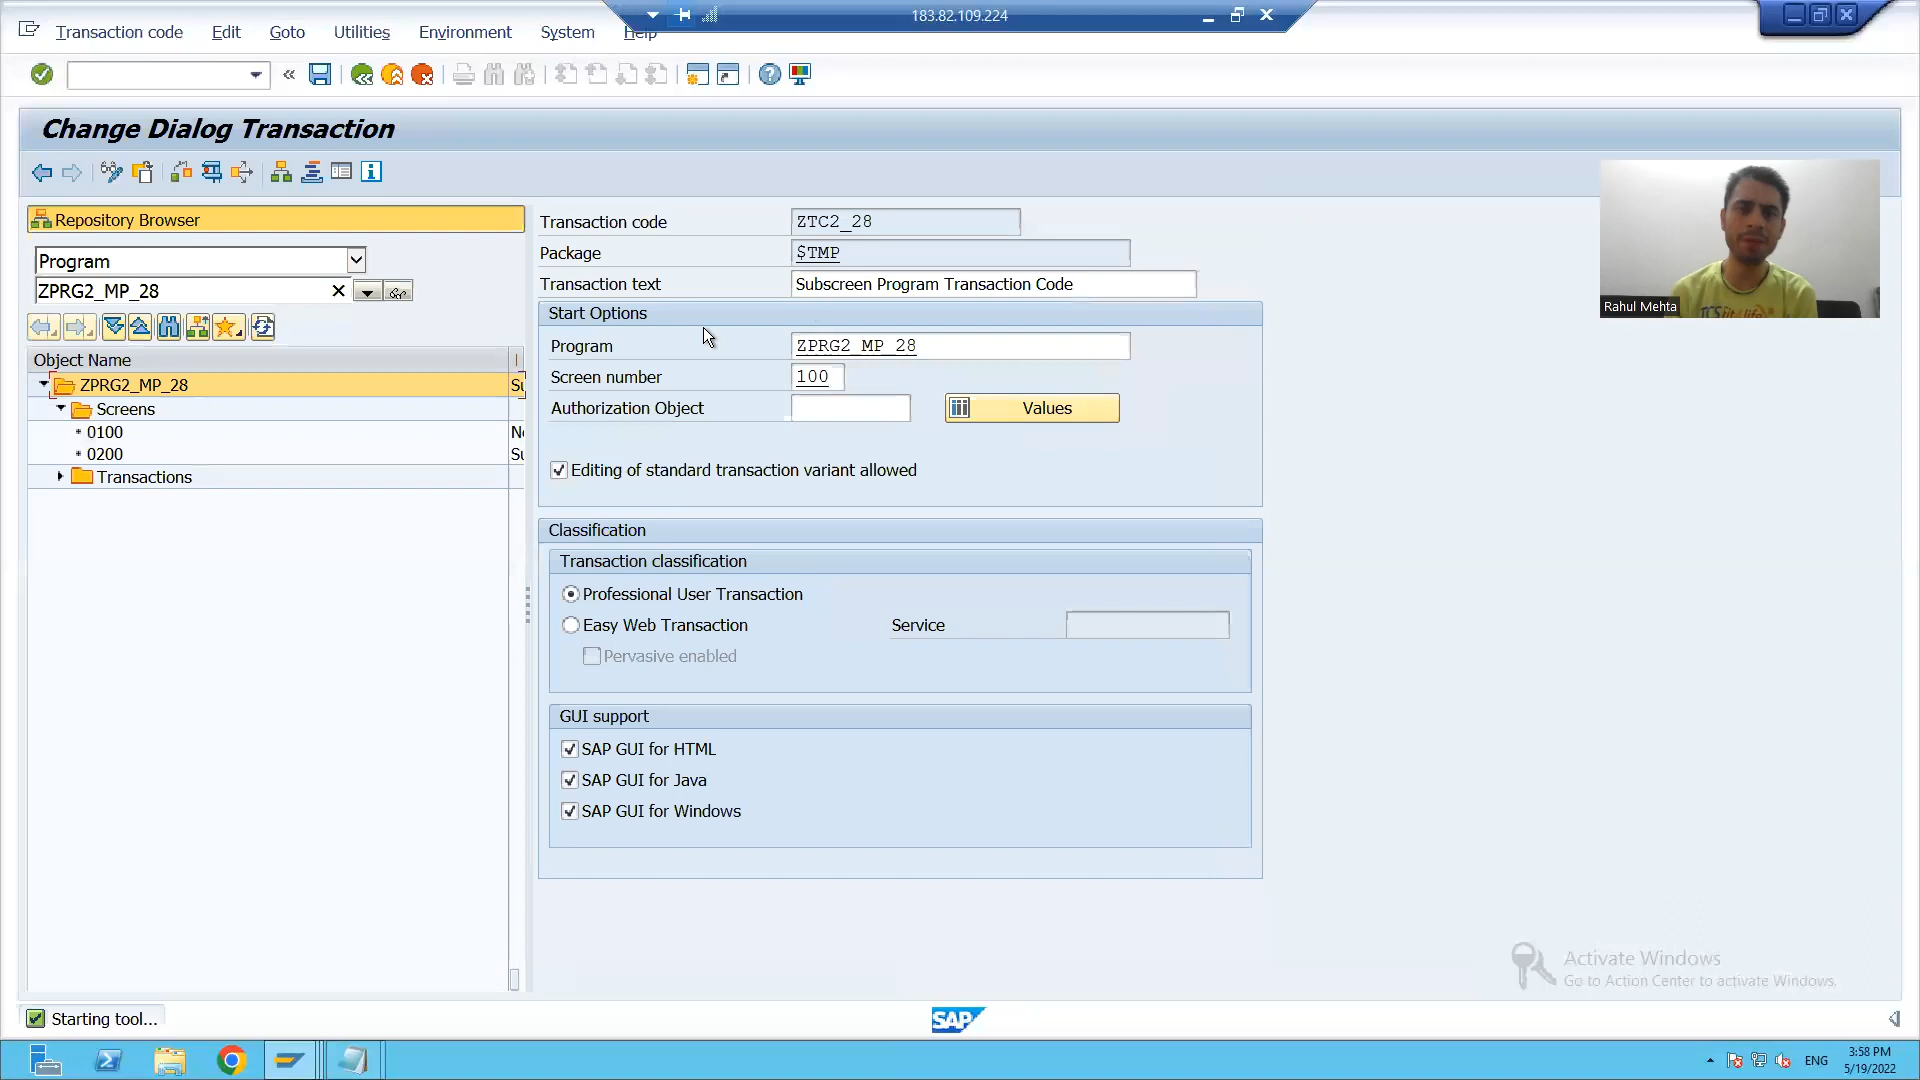 183.82.109.224
Transaction code Edit Goto Utilities Environment System Help
Change Dialog Transaction
Repository Browser
Program
ZPRG2_MP_28
Object Name
ZPRG2_MP_28
Screens
0100
0200
Transactions
Transaction code ZTC2_28
Package $TMP
Transaction text Subscreen Program Transaction Code
Start Options
Program ZPRG2_MP_28
Screen number 100
Authorization Object Values
Editing of standard transaction variant allowed
Classification
Transaction classification
Professional User Transaction
Easy Web Transaction Service
Pervasive enabled
GUI support
SAP GUI for HTML
SAP GUI for Java
SAP GUI for Windows
Rahul Mehta
Activate Windows
Go to Action Center to activate Windows.
Starting tool...
SAP
ENG
3:58 PM
5/19/2022